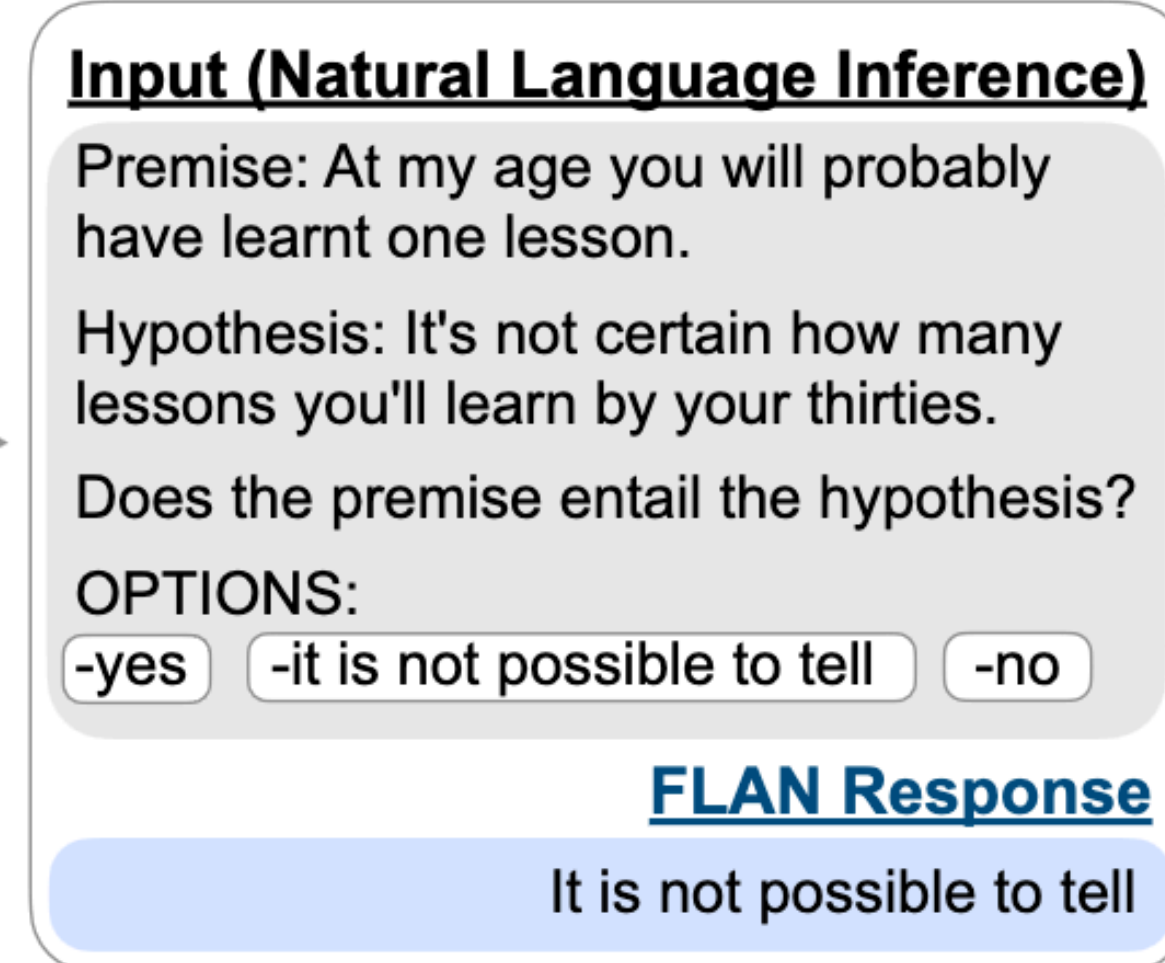 Input (Natural Language Inference)
Premise: At my age you will probably
have learnt one lesson.
Hypothesis: It's not certain how many
lessons you'll learn by your thirties.
Does the premise entail the hypothesis?
OPTIONS:
-yes -it is not possible to tell -no
FLAN Response
It is not possible to tell